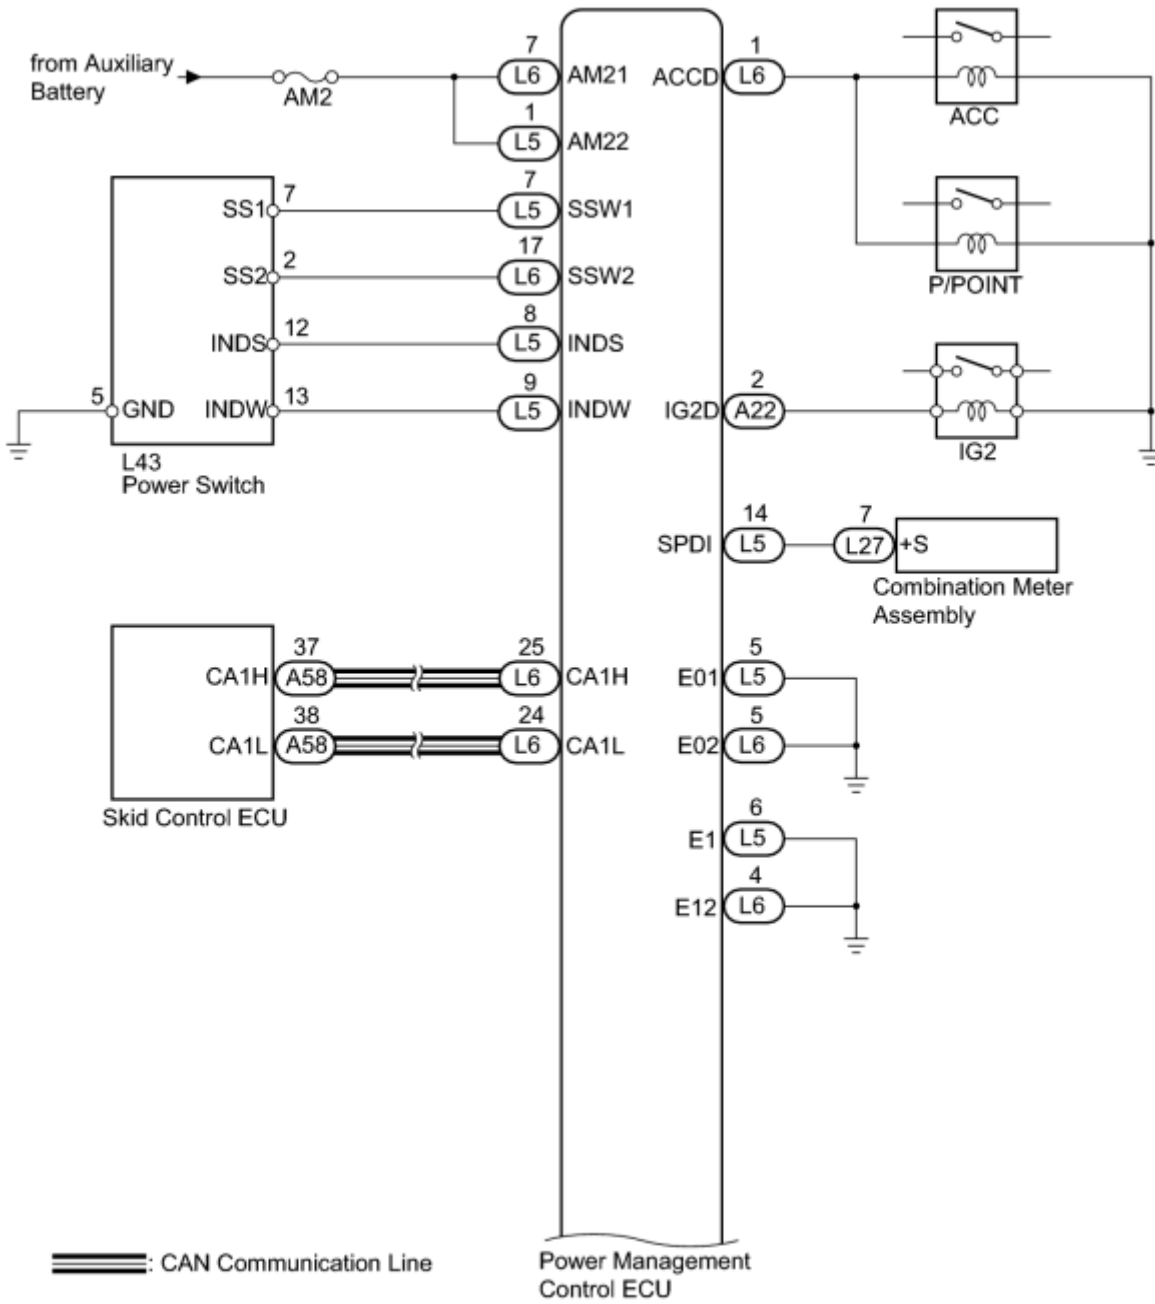 from Auxiliary
Battery
AM2
7
L6
AM21
1
L5
AM22
7
L5
SSW1
17
L6
SSW2
8
L5
INDS
9
L5
INDW
SS1
7
SS2
2
INDS
12
INDW
13
5
GND
L43
Power Switch
ACCD
1
L6
ACC
P/POINT
IG2D
2
A22
IG2
SPDI
14
L5
7
L27
+S
Combination Meter
Assembly
CA1H
37
A58
25
L6
CA1H
CA1L
38
A58
24
L6
CA1L
Skid Control ECU
E01
5
L5
E02
5
L6
E1
6
L5
E12
4
L6
: CAN Communication Line
Power Management
Control ECU